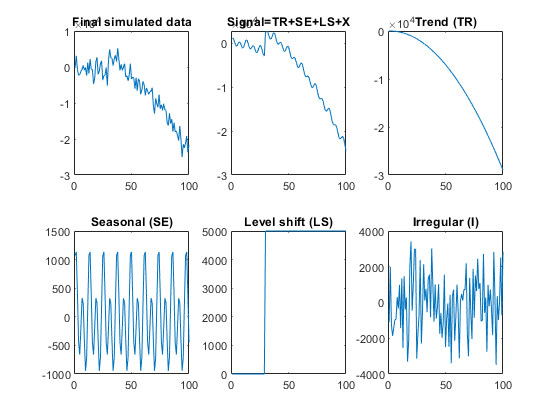 Final simulated data
1
0
-1
-2
-3
0 50 100
Signal=TR+SE+LS+X
0
-1
-2
-3
0 50 100
×10⁴ Trend (TR)
0
-1
-2
-3
0 50 100
Seasonal (SE)
1500
1000
500
0
-500
-1000
0 50 100
Level shift (LS)
5000
4000
3000
2000
1000
0
0 50 100
Irregular (I)
4000
2000
0
-2000
-4000
0 50 100